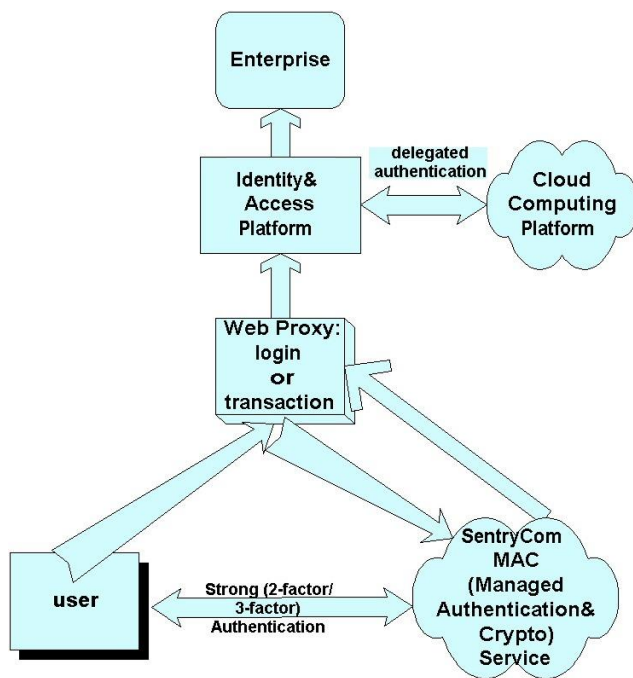 Enterprise
delegated
authentication
Identity&
Access
Platform
Cloud
Computing
Platform
Web Proxy:
login
or
transaction
user
Strong (2-factor/
3-factor)
Authentication
SentryCom
MAC
(Managed
Authentication&
Crypto)
Service